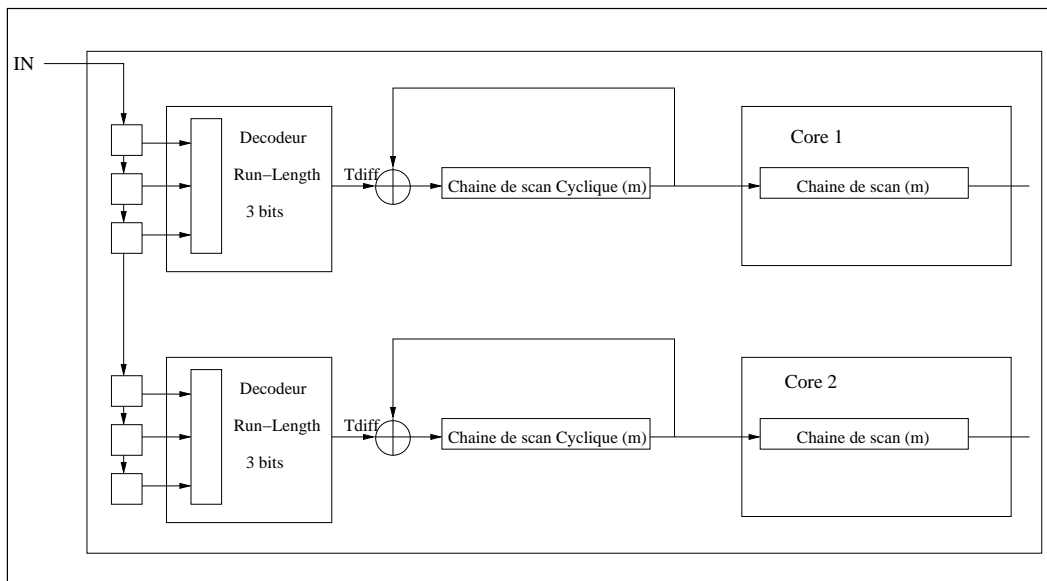 IN
Decodeur
Run−Length
3 bits
Tdiff
Chaine de scan Cyclique (m)
Core 1
Chaine de scan (m)
Decodeur
Run−Length
3 bits
Tdiff
Chaine de scan Cyclique (m)
Core 2
Chaine de scan (m)